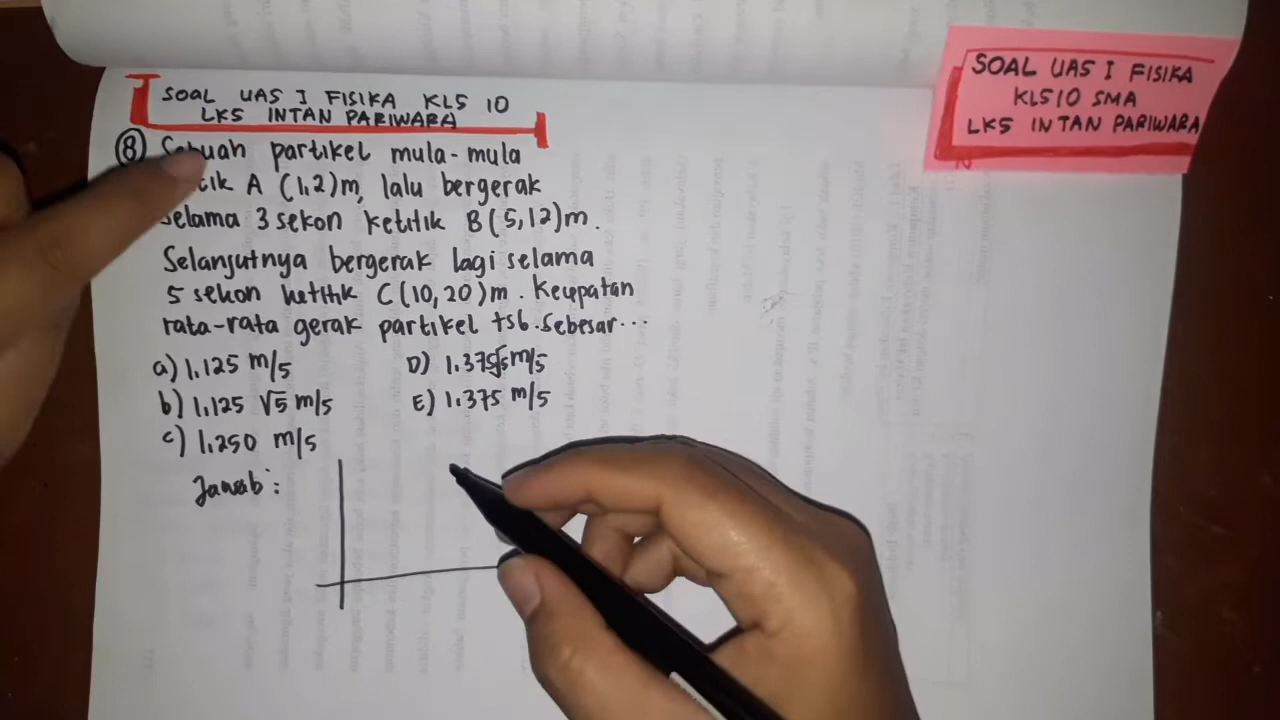 SOAL UAS I FISIKA KLS 10
LKS INTAN PARIWARA
SOAL UAS I FISIKA
KLS 10 SMA
LKS INTAN PARIWARA
8 Sebuah partikel mula-mula
A (1,2)m, lalu bergerak
Selama 3 sekon ketitik B(5,12)m.
Selanjutnya bergerak lagi selama
5 sekon ketitik C(10,20)m. Kecepatan
rata-rata gerak partikel tsb. sebesar...
a) 1.125 m/s
b) 1.125 √5 m/s
c) 1.250 m/s
D) 1.375√5 m/s
E) 1.375 m/s
Jawab :